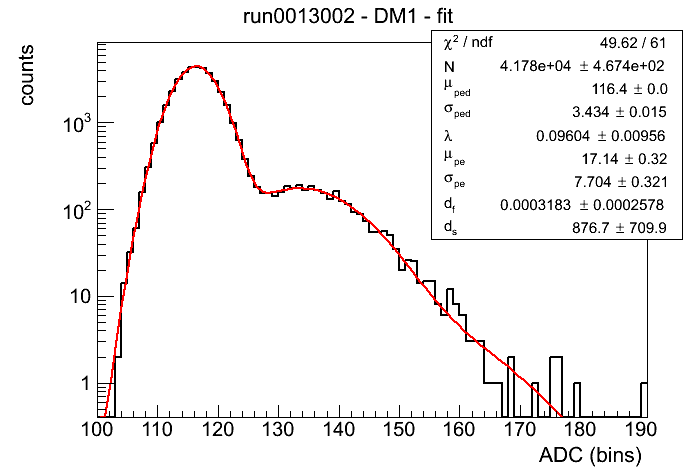 run0013002 - DM1 - fit
counts
χ² / ndf 49.62 / 61
N 4.178e+04 ± 4.674e+02
μ_ped 116.4 ± 0.0
σ_ped 3.434 ± 0.015
λ 0.09604 ± 0.00956
μ_pe 17.14 ± 0.32
σ_pe 7.704 ± 0.321
d_f 0.0003183 ± 0.0002578
d_s 876.7 ± 709.9
10³
10²
10
1
100 110 120 130 140 150 160 170 180 190
ADC (bins)